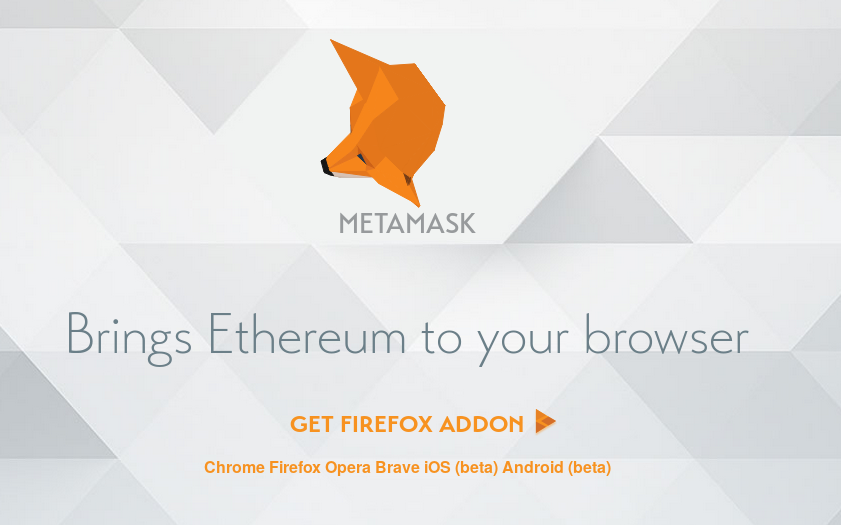 METAMASK
Brings Ethereum to your browser
GET FIREFOX ADDON
Chrome Firefox Opera Brave iOS (beta) Android (beta)